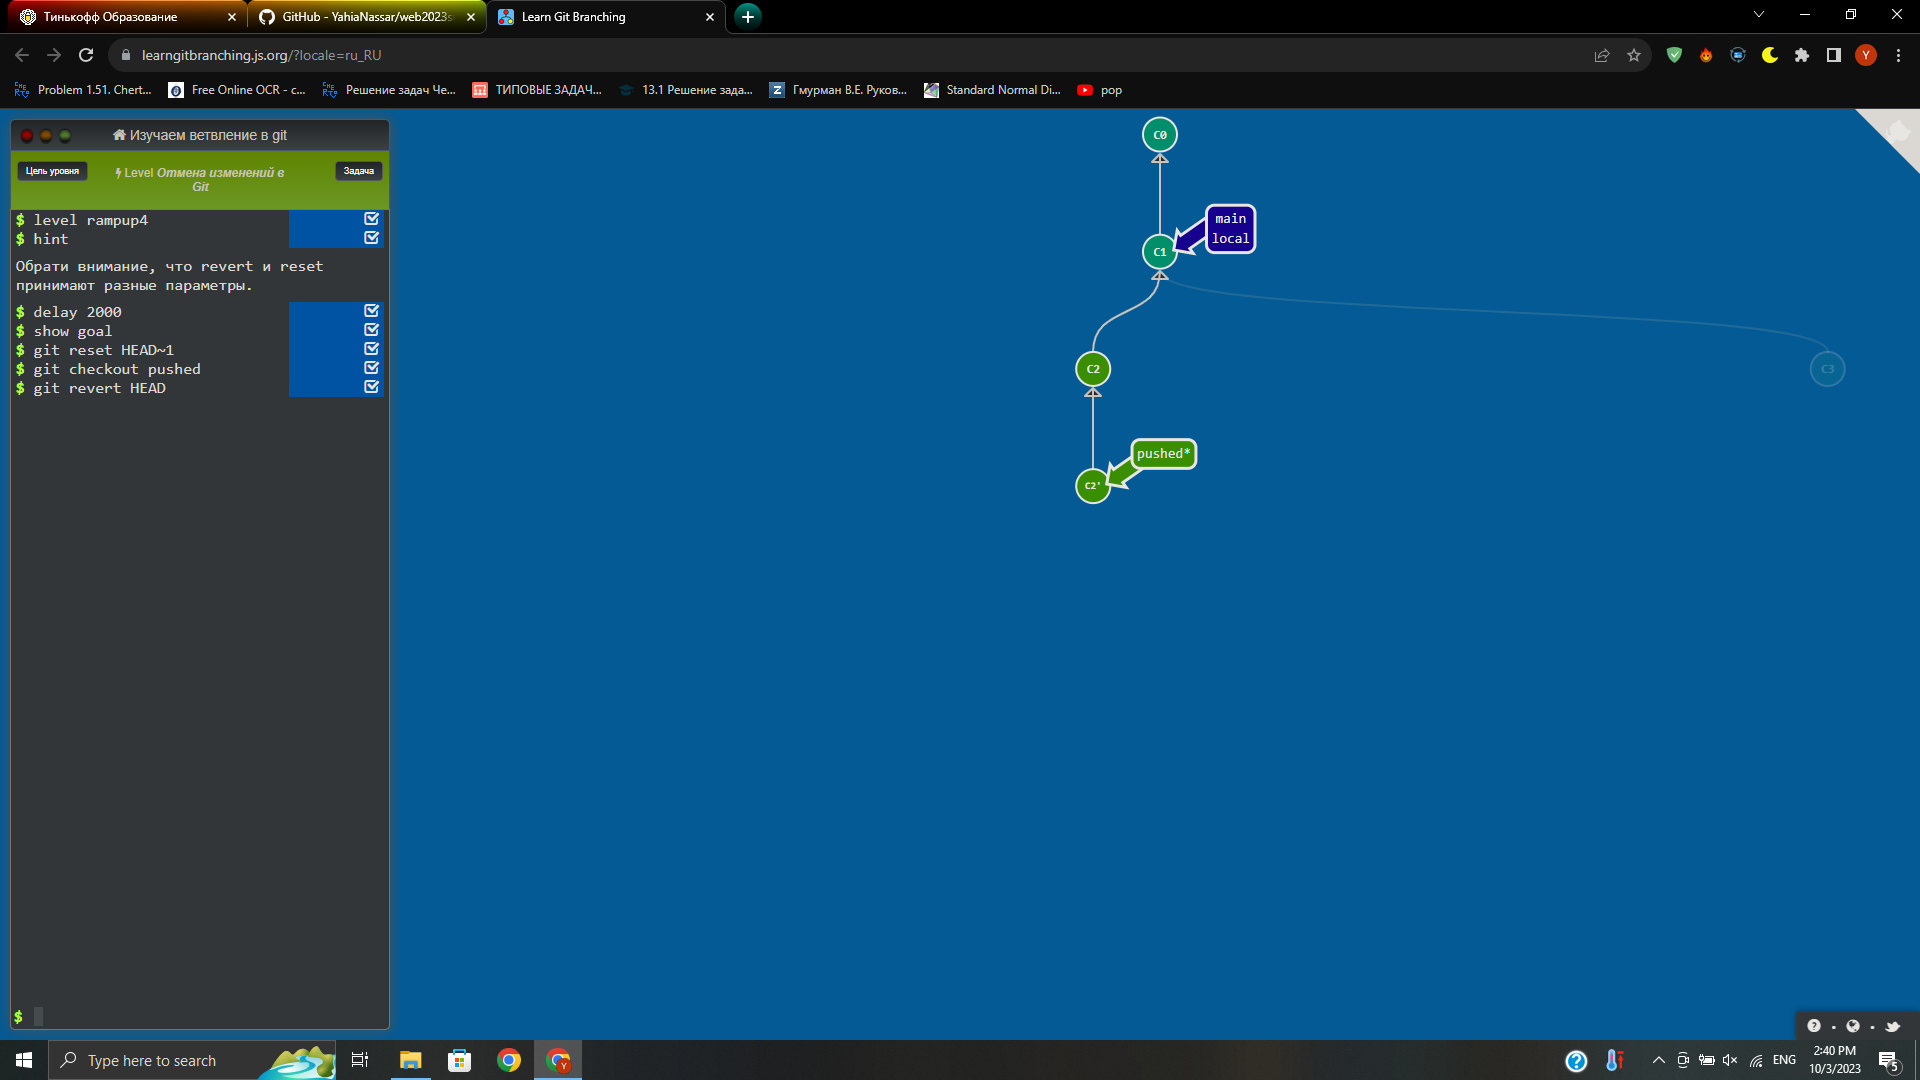 Тинькофф Образование
GitHub - YahiaNassar/web2023s
Learn Git Branching
learngitbranching.js.org/?locale=ru_RU
Y
Problem 1.51. Chert...
Free Online OCR - c...
Решение задач Че...
ТИПОВЫЕ ЗАДАЧ...
13.1 Решение зада...
Гмурман В.Е. Руков...
Standard Normal Di...
pop
Изучаем ветвление в git
Цель уровня
Level Отмена изменений в
Git
Задача
$ level rampup4
$ hint
Обрати внимание, что revert и reset
принимают разные параметры.
$ delay 2000
$ show goal
$ git reset HEAD~1
$ git checkout pushed
$ git revert HEAD
$
C0
main
local
C1
C2
C3
pushed*
C2'
Type here to search
ENG
2:40 PM
10/3/2023
5